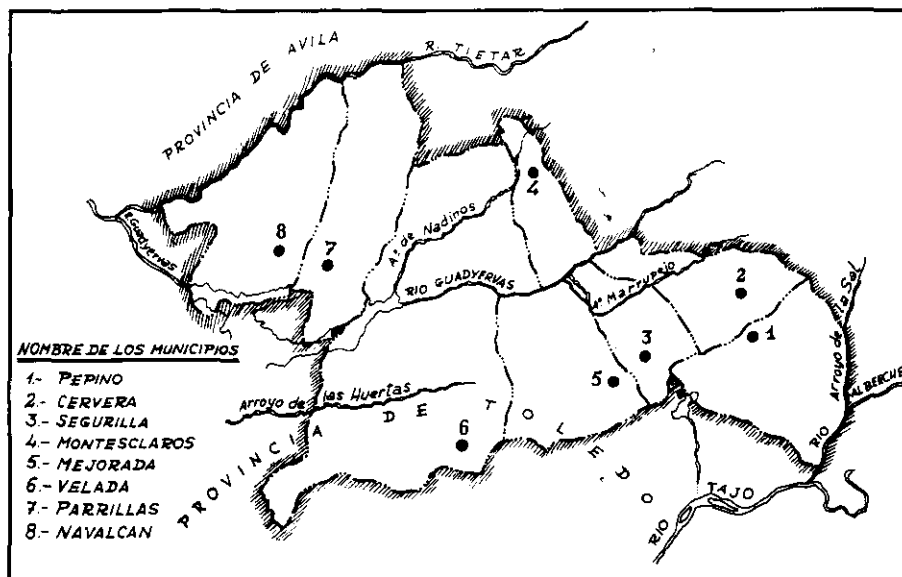 PROVINCIA DE AVILA
R. TIETAR
R. Guadyervas
Aº. de Nadinos
RIO GUADYERVAS
Aº Marrupejo
Arroyo de la Sal
RIO ALBERCHE
Arroyo de las Huertas
PROVINCIA DE TOLEDO
RIO TAJO
8
7
4
2
1
3
5
6
NOMBRE DE LOS MUNICIPIOS
1.- PEPINO
2.- CERVERA
3.- SEGURILLA
4.- MONTESCLAROS
5.- MEJORADA
6.- VELADA
7.- PARRILLAS
8.- NAVALCAN